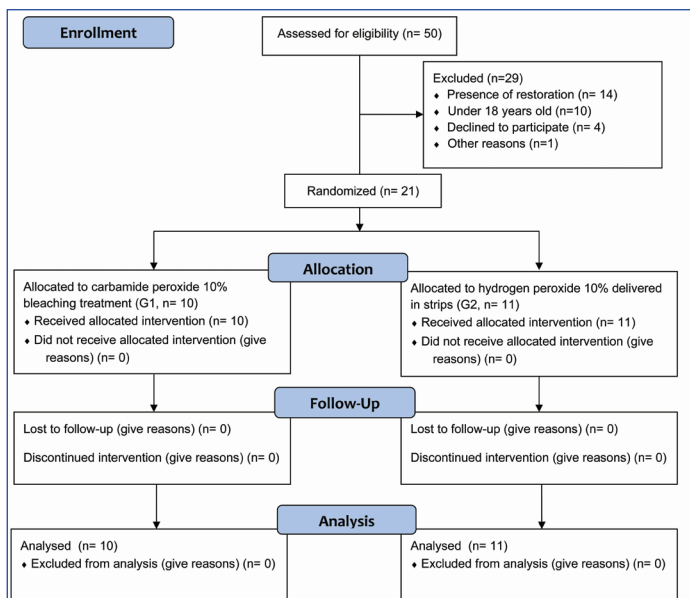 Enrollment
Assessed for eligibility (n= 50)
Excluded (n=29)
♦ Presence of restoration (n= 14)
♦ Under 18 years old (n=10)
♦ Declined to participate (n= 4)
♦ Other reasons (n=1)
Randomized (n= 21)
Allocation
Allocated to carbamide peroxide 10%
bleaching treatment (G1, n= 10)
♦ Received allocated intervention (n= 10)
♦ Did not receive allocated intervention (give
reasons) (n= 0)
Allocated to hydrogen peroxide 10% delivered
in strips (G2, n= 11)
♦ Received allocated intervention (n= 11)
♦ Did not receive allocated intervention (give
reasons) (n= 0)
Follow-Up
Lost to follow-up (give reasons) (n= 0)
Discontinued intervention (give reasons) (n= 0)
Lost to follow-up (give reasons) (n= 0)
Discontinued intervention (give reasons) (n= 0)
Analysis
Analysed (n= 10)
♦ Excluded from analysis (give reasons) (n= 0)
Analysed (n= 11)
♦ Excluded from analysis (give reasons) (n= 0)